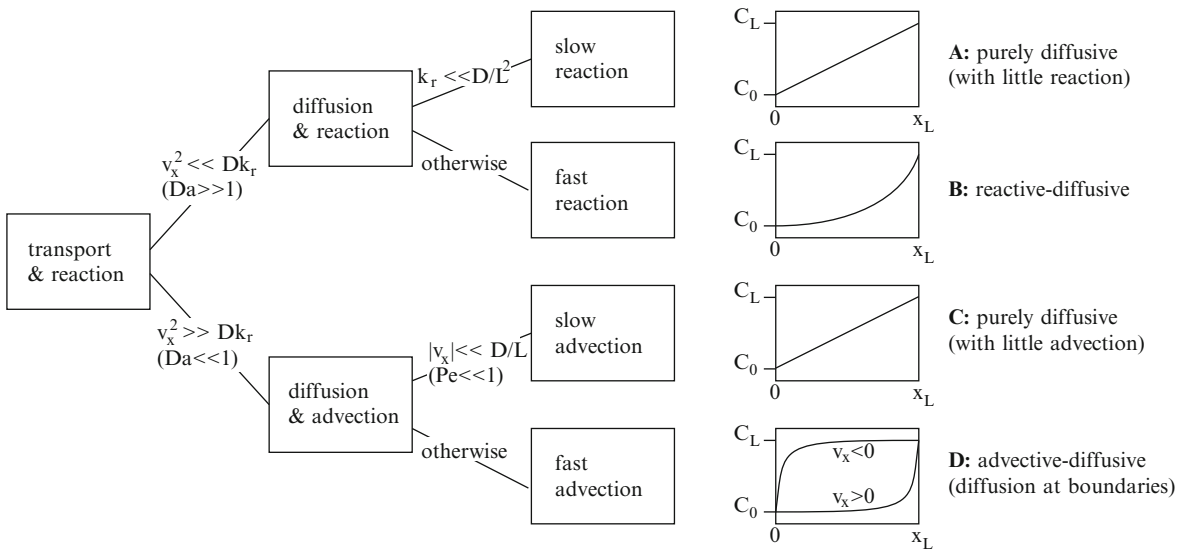 transport
& reaction
v_x^2 << Dk_r
(Da>>1)
v_x^2 >> Dk_r
(Da<<1)
diffusion
& reaction
k_r <<D/L^2
otherwise
slow
reaction
fast
reaction
diffusion
& advection
|v_x|<< D/L
(Pe<<1)
otherwise
slow
advection
fast
advection
C_L
C_0
0 x_L
A: purely diffusive
(with little reaction)
C_L
C_0
0 x_L
B: reactive-diffusive
C_L
C_0
0 x_L
C: purely diffusive
(with little advection)
C_L
v_x<0
v_x>0
C_0
0 x_L
D: advective-diffusive
(diffusion at boundaries)